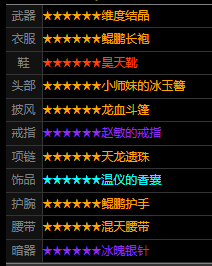 武器 ★★★★★★维度结晶
衣服 ★★★★★★鲲鹏长袍
鞋 ★★★★★★昊天靴
头部 ★★★★★★小师妹的冰玉簪
披风 ★★★★★★龙血斗篷
戒指 ★★★★★★赵敏的戒指
项链 ★★★★★★天龙遗珠
饰品 ★★★★★★温仪的香囊
护腕 ★★★★★★鲲鹏护手
腰带 ★★★★★★混天腰带
暗器 ★★★★★★冰魄银针